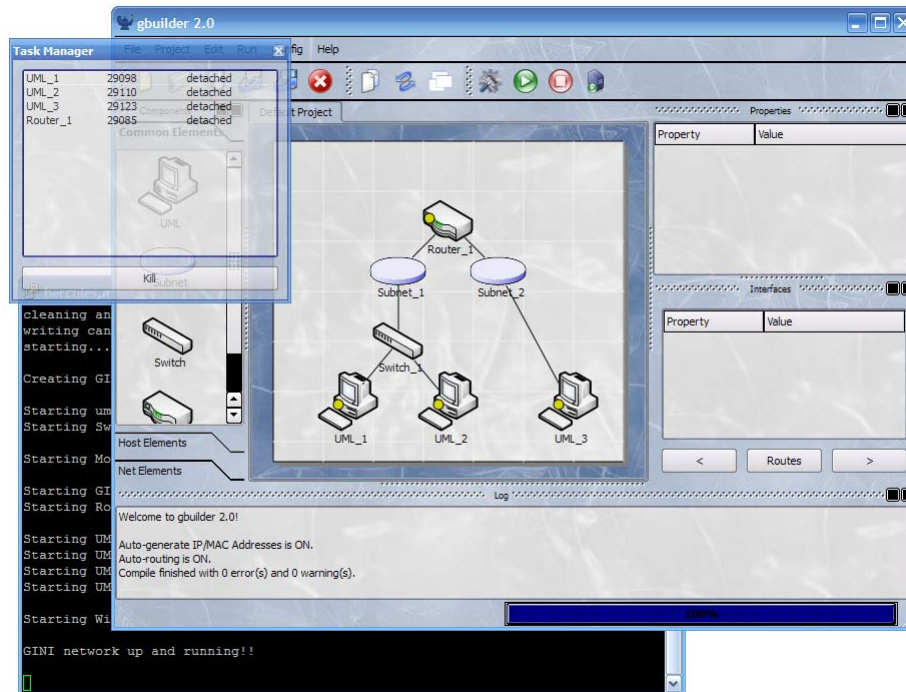 gbuilder 2.0
Task Manager
File Project Edit Run Config Help
UML_1 29098 detached
UML_2 29110 detached
UML_3 29123 detached
Router_1 29085 detached
Kill
Common Elements
UML
Subnet
Switch
Host Elements
Net Elements
Default Project
Router_1
Subnet_1 Subnet_2
Switch_1
UML_1 UML_2 UML_3
Properties
Property Value
Interfaces
Property Value
< Routes >
Log
Welcome to gbuilder 2.0!
Auto-generate IP/MAC Addresses is ON.
Auto-routing is ON.
Compile finished with 0 error(s) and 0 warning(s).
100%
cleaning an
writing can
starting...
Creating GI
Starting um
Starting Sw
Starting Mo
Starting GI
Starting Ro
Starting UM
Starting UM
Starting UM
Starting UM
Starting Wi
GINI network up and running!!